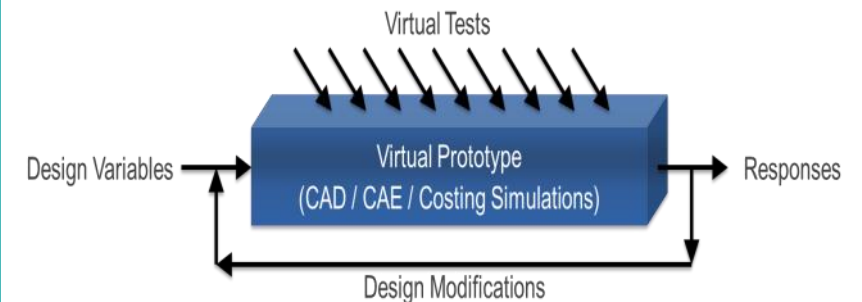 Virtual Tests
Design Variables
Virtual Prototype
(CAD / CAE / Costing Simulations)
Responses
Design Modifications